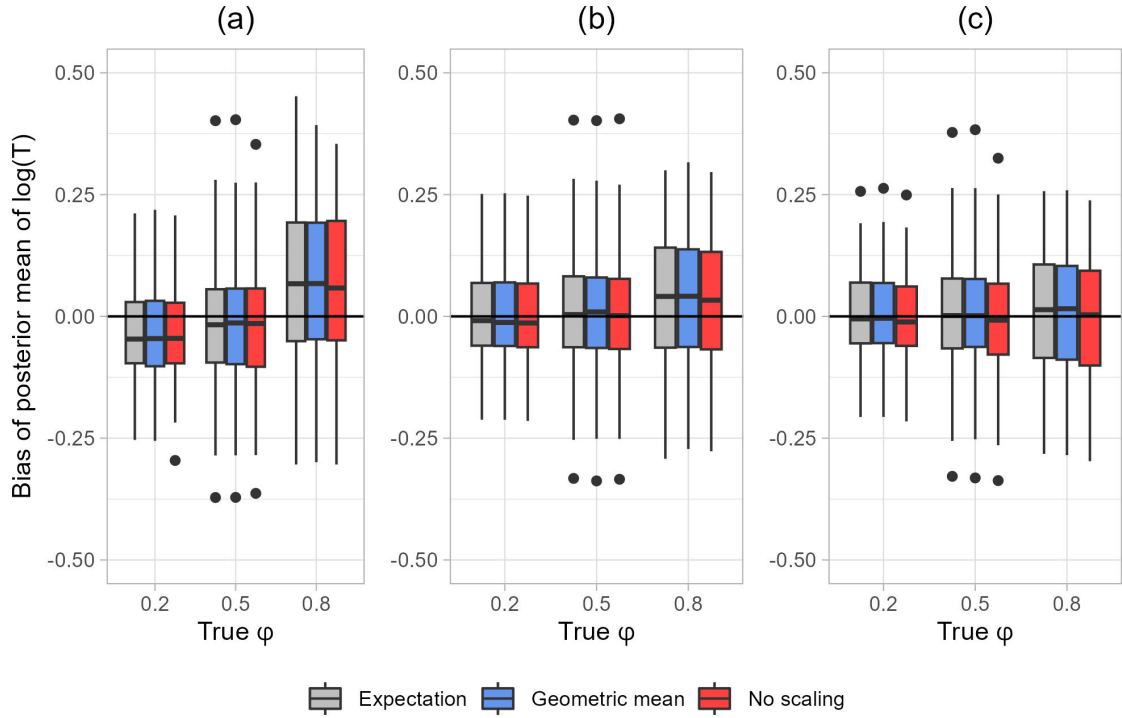 (a)
(b)
(c)
Bias of posterior mean of log(T)
0.50
0.25
0.00
-0.25
-0.50
0.2
0.5
0.8
True φ
0.50
0.25
0.00
-0.25
-0.50
0.2
0.5
0.8
True φ
0.50
0.25
0.00
-0.25
-0.50
0.2
0.5
0.8
True φ
Expectation
Geometric mean
No scaling